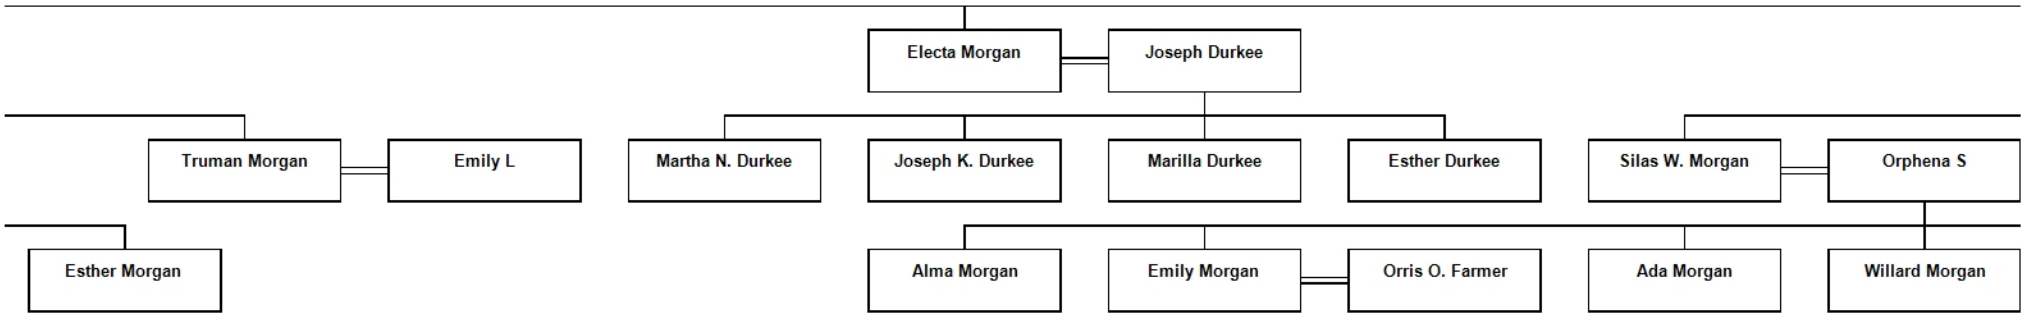 Electa Morgan
Joseph Durkee
Truman Morgan
Emily L
Martha N. Durkee
Joseph K. Durkee
Marilla Durkee
Esther Durkee
Silas W. Morgan
Orphena S
Esther Morgan
Alma Morgan
Emily Morgan
Orris O. Farmer
Ada Morgan
Willard Morgan